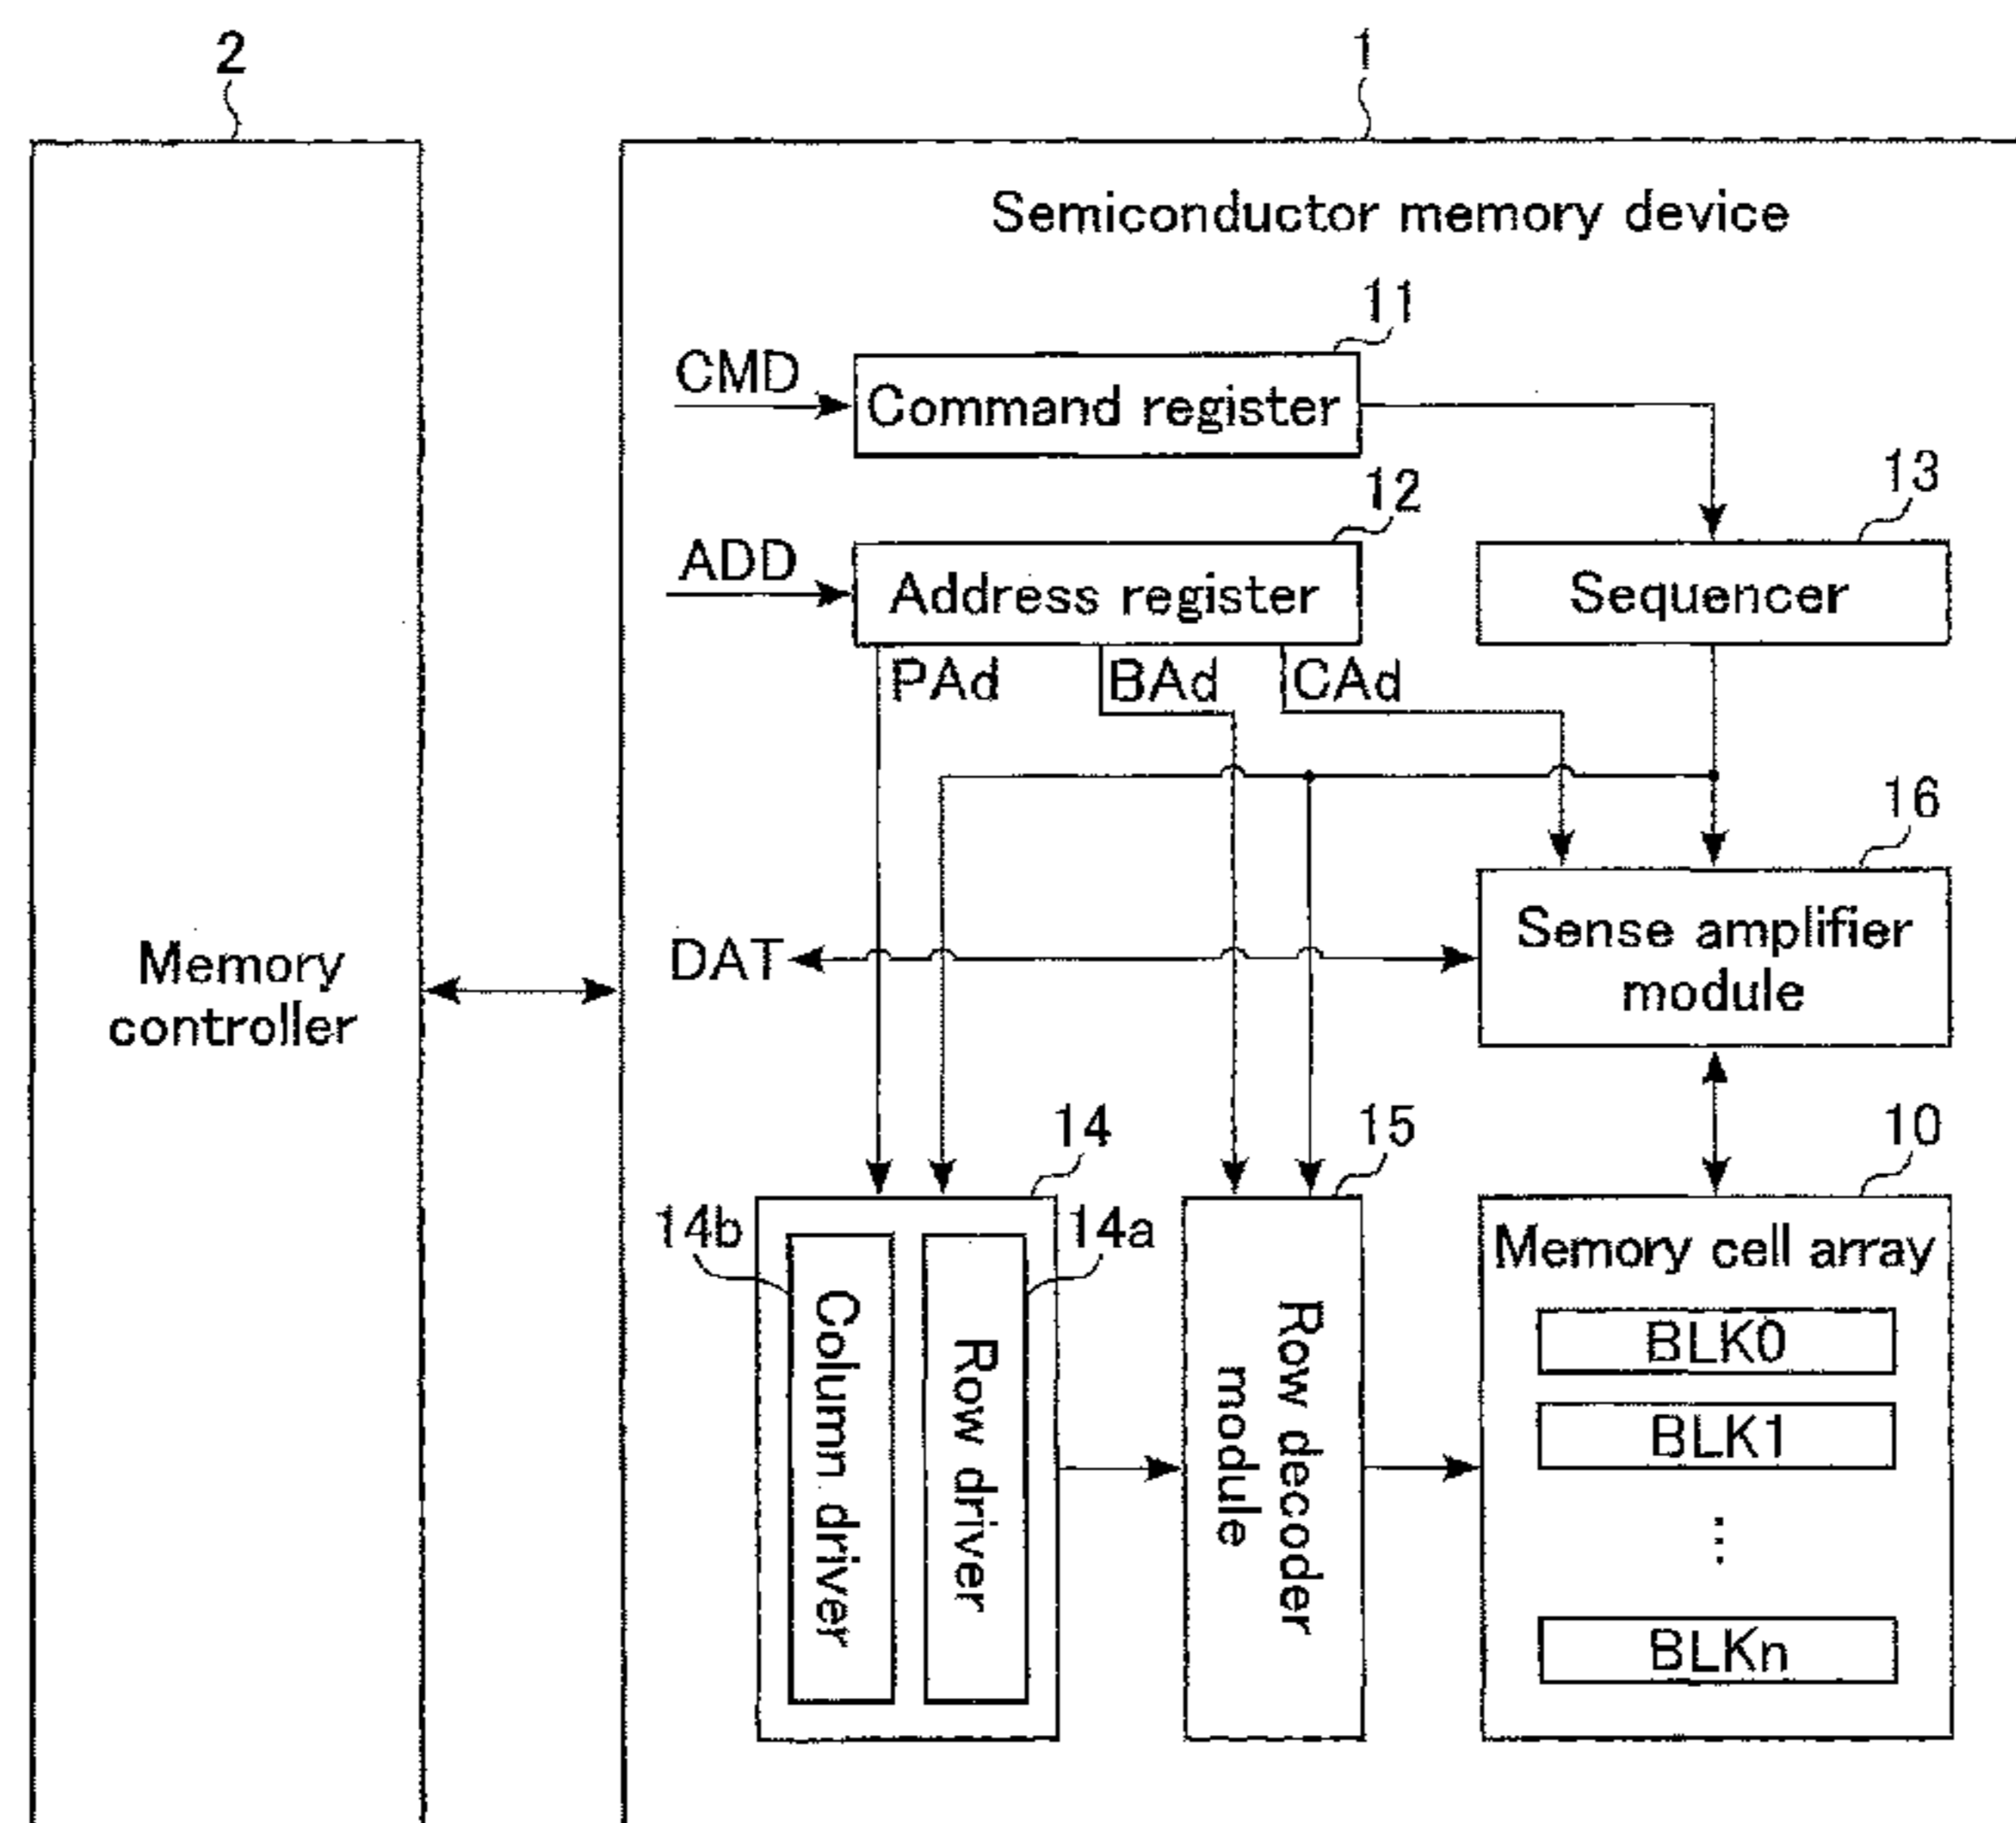 2
1
Semiconductor memory device
11
CMD
Command register
12
13
ADD
Address register
Sequencer
PAd
BAd
CAd
16
DAT
Sense amplifier
module
Memory
controller
14
15
10
14b
14a
Column driver
Row driver
Row decoder
module
Memory cell array
BLK0
BLK1
⋮
BLKn